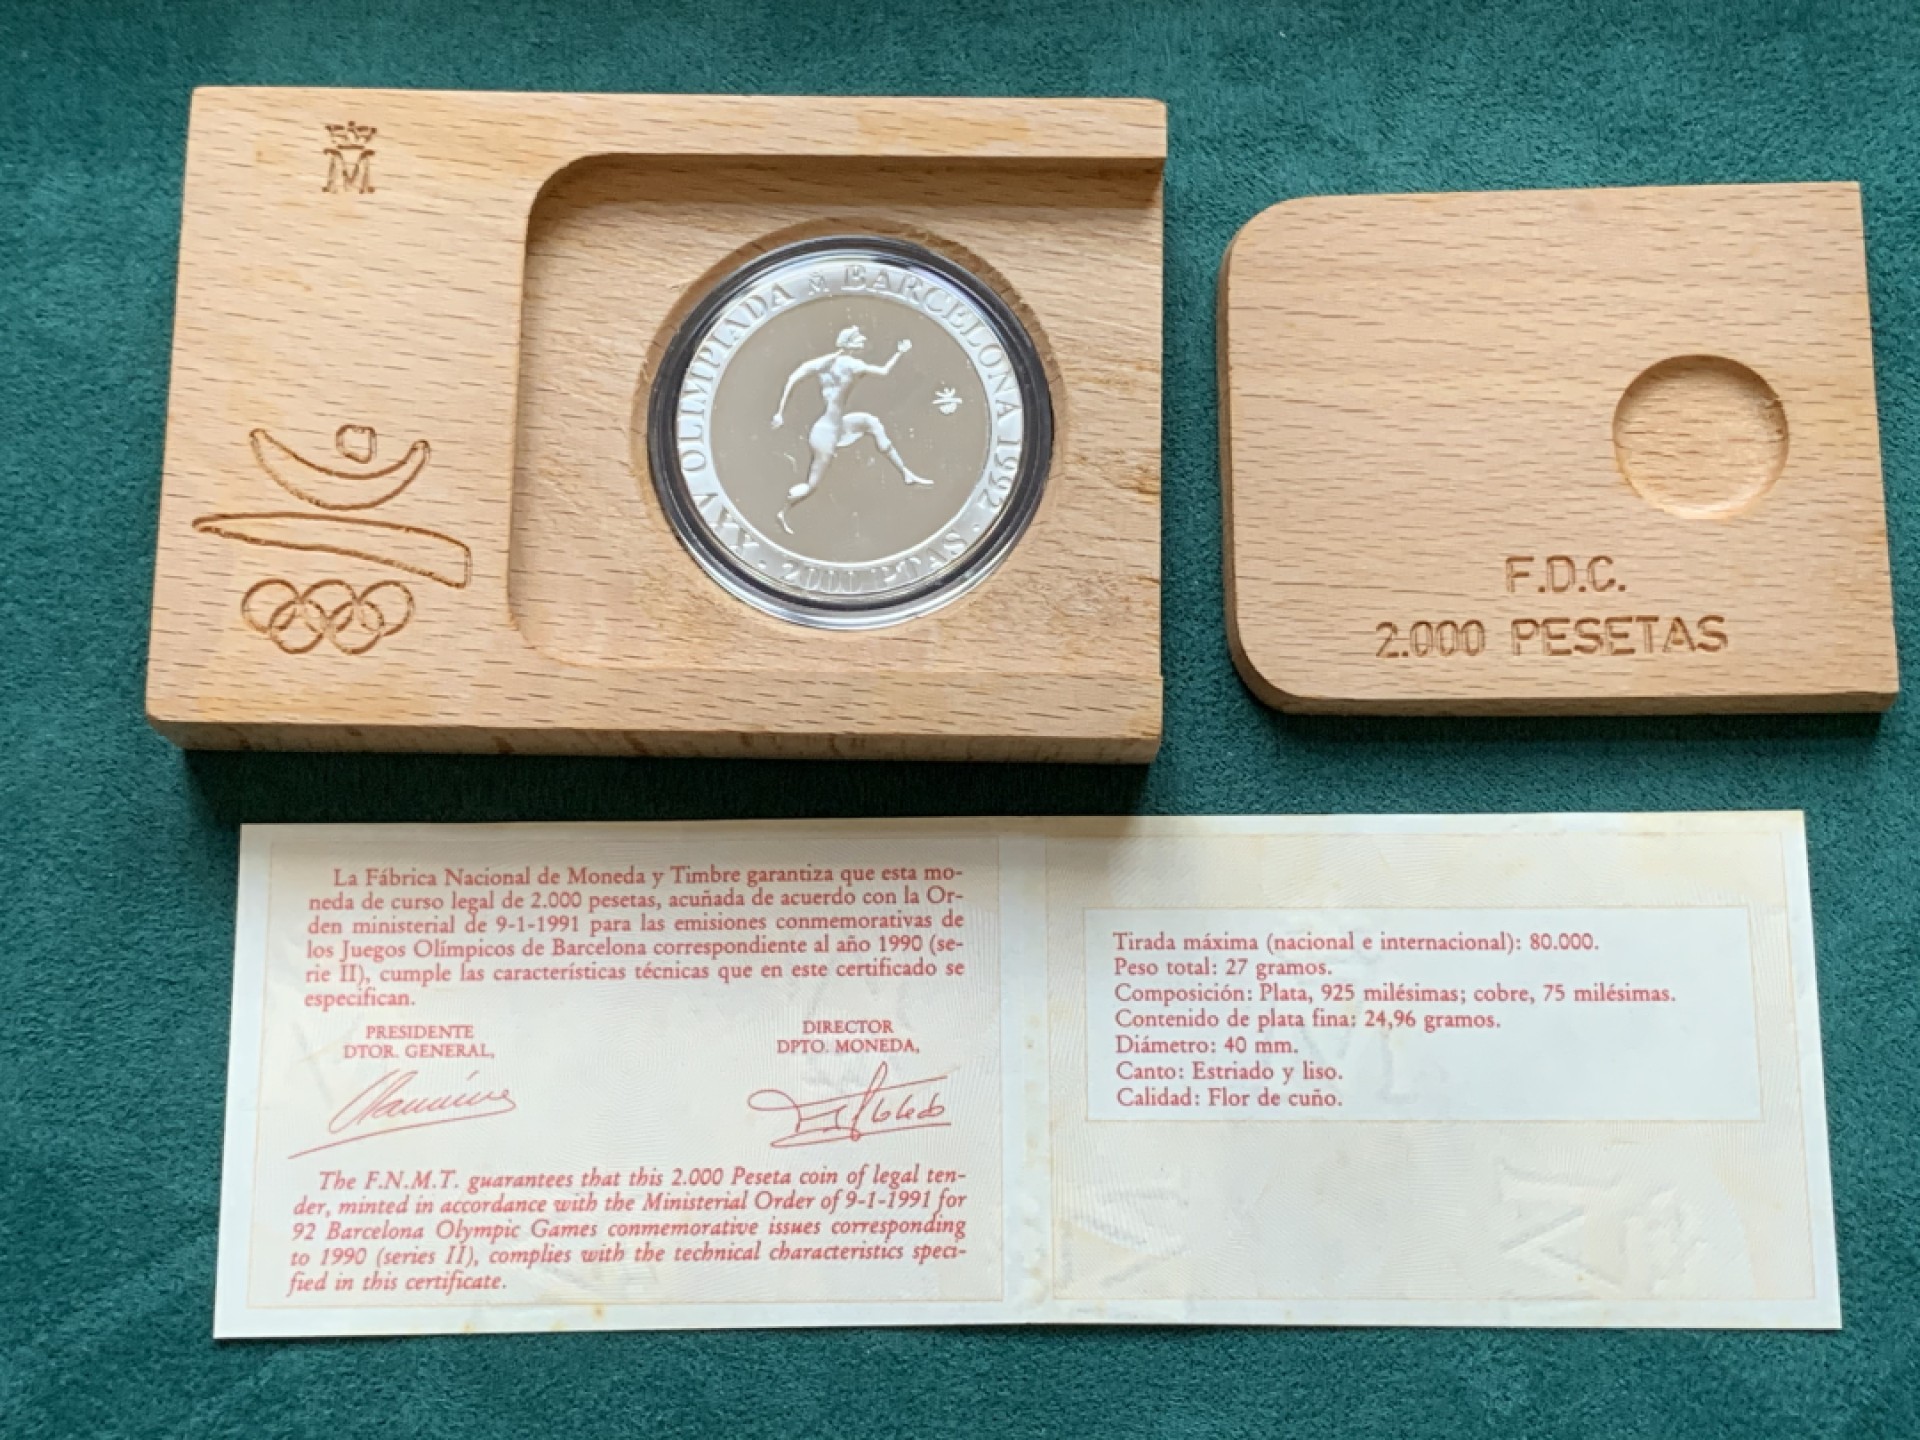 M
XXV OLIMPIADA M BARCELONA 1992 · 2000 PTAS ·
F.D.C.
2.000 PESETAS
La Fábrica Nacional de Moneda y Timbre garantiza que esta mo-
neda de curso legal de 2.000 pesetas, acuñada de acuerdo con la Or-
den ministerial de 9-1-1991 para las emisiones conmemorativas de
los Juegos Olímpicos de Barcelona correspondiente al año 1990 (se-
rie II), cumple las características técnicas que en este certificado se
especifican.
PRESIDENTE
DTOR. GENERAL,
DIRECTOR
DPTO. MONEDA,
The F.N.M.T. guarantees that this 2.000 Peseta coin of legal ten-
der, minted in accordance with the Ministerial Order of 9-1-1991 for
92 Barcelona Olympic Games conmemorative issues corresponding
to 1990 (series II), complies with the technical characteristics speci-
fied in this certificate.
Tirada máxima (nacional e internacional): 80.000.
Peso total: 27 gramos.
Composición: Plata, 925 milésimas; cobre, 75 milésimas.
Contenido de plata fina: 24,96 gramos.
Diámetro: 40 mm.
Canto: Estriado y liso.
Calidad: Flor de cuño.